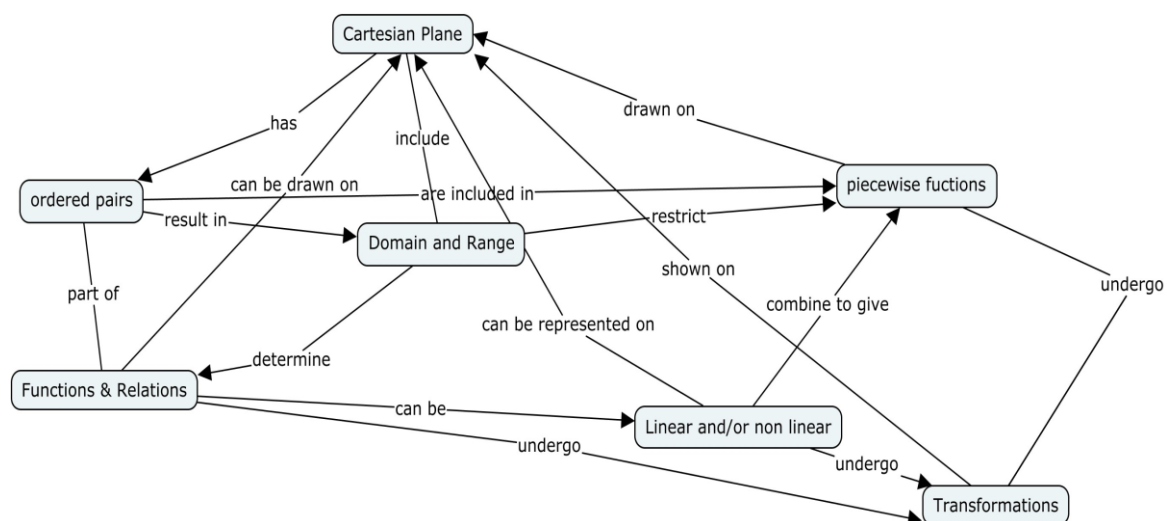 Cartesian Plane
drawn on
has
include
can be drawn on
are included in
piecewise fuctions
ordered pairs
result in
restrict
Domain and Range
shown on
undergo
part of
combine to give
can be represented on
determine
Functions & Relations
can be
Linear and/or non linear
undergo
undergo
Transformations